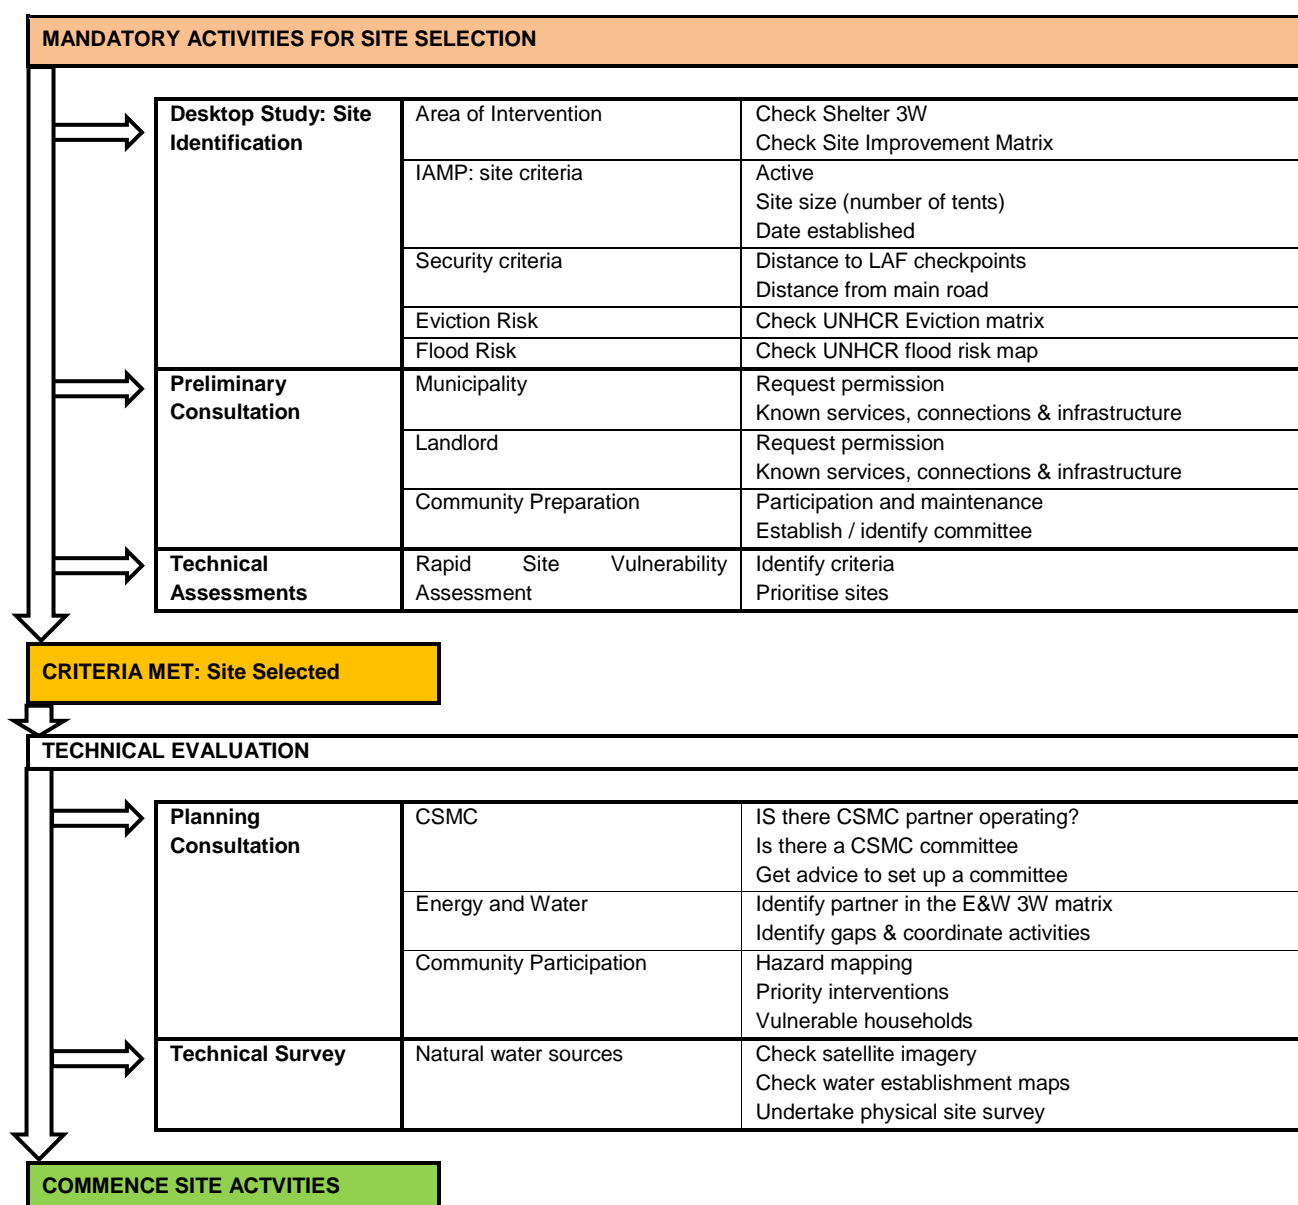 MANDATORY ACTIVITIES FOR SITE SELECTION
Desktop Study: Site Identification
Area of Intervention
Check Shelter 3W
Check Site Improvement Matrix
IAMP: site criteria
Active
Site size (number of tents)
Date established
Security criteria
Distance to LAF checkpoints
Distance from main road
Eviction Risk
Check UNHCR Eviction matrix
Flood Risk
Check UNHCR flood risk map
Preliminary
Consultation
Municipality
Request permission
Known services, connections & infrastructure
Landlord
Request permission
Known services, connections & infrastructure
Community Preparation
Participation and maintenance
Establish / identify committee
Technical
Assessments
Rapid Site Vulnerability
Assessment
Identify criteria
Prioritise sites
CRITERIA MET: Site Selected
TECHNICAL EVALUATION
Planning
Consultation
CSMC
IS there CSMC partner operating?
Is there a CSMC committee
Get advice to set up a committee
Energy and Water
Identify partner in the E&W 3W matrix
Identify gaps & coordinate activities
Community Participation
Hazard mapping
Priority interventions
Vulnerable households
Technical Survey
Natural water sources
Check satellite imagery
Check water establishment maps
Undertake physical site survey
COMMENCE SITE ACTVITIES